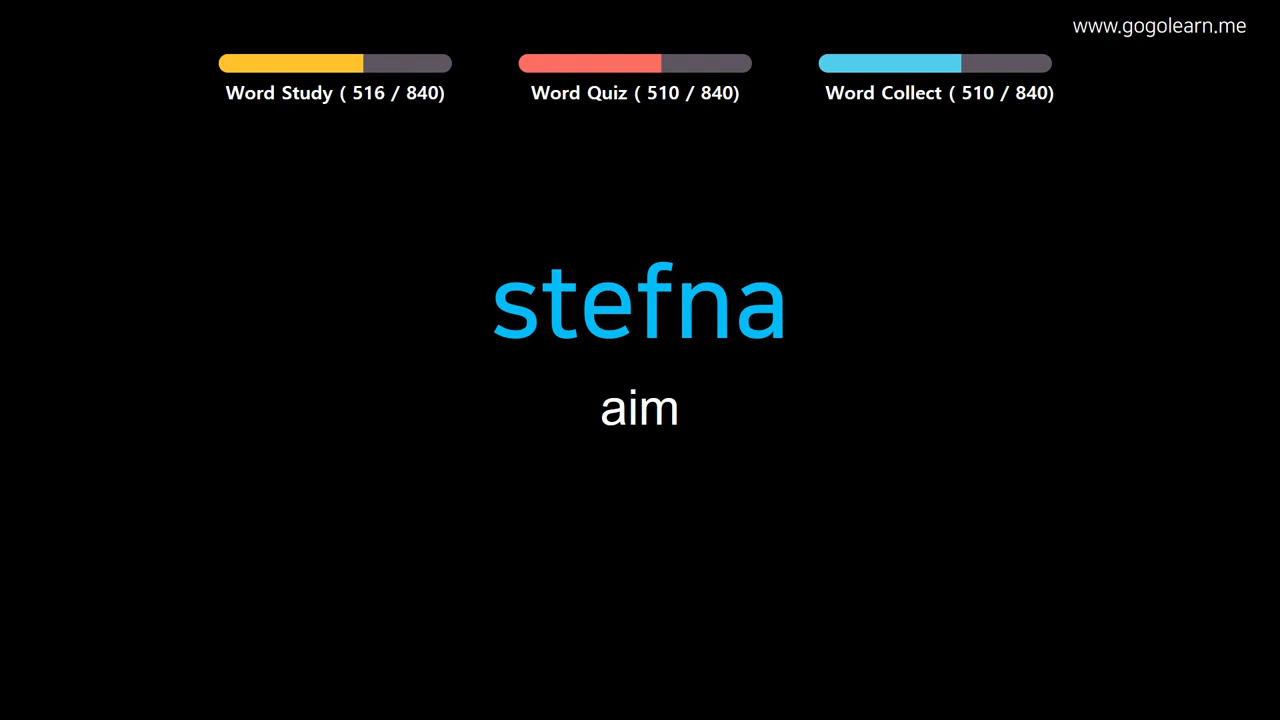 www.gogolearn.me
Word Study ( 516 / 840)
Word Quiz ( 510 / 840)
Word Collect ( 510 / 840)
stefna
aim